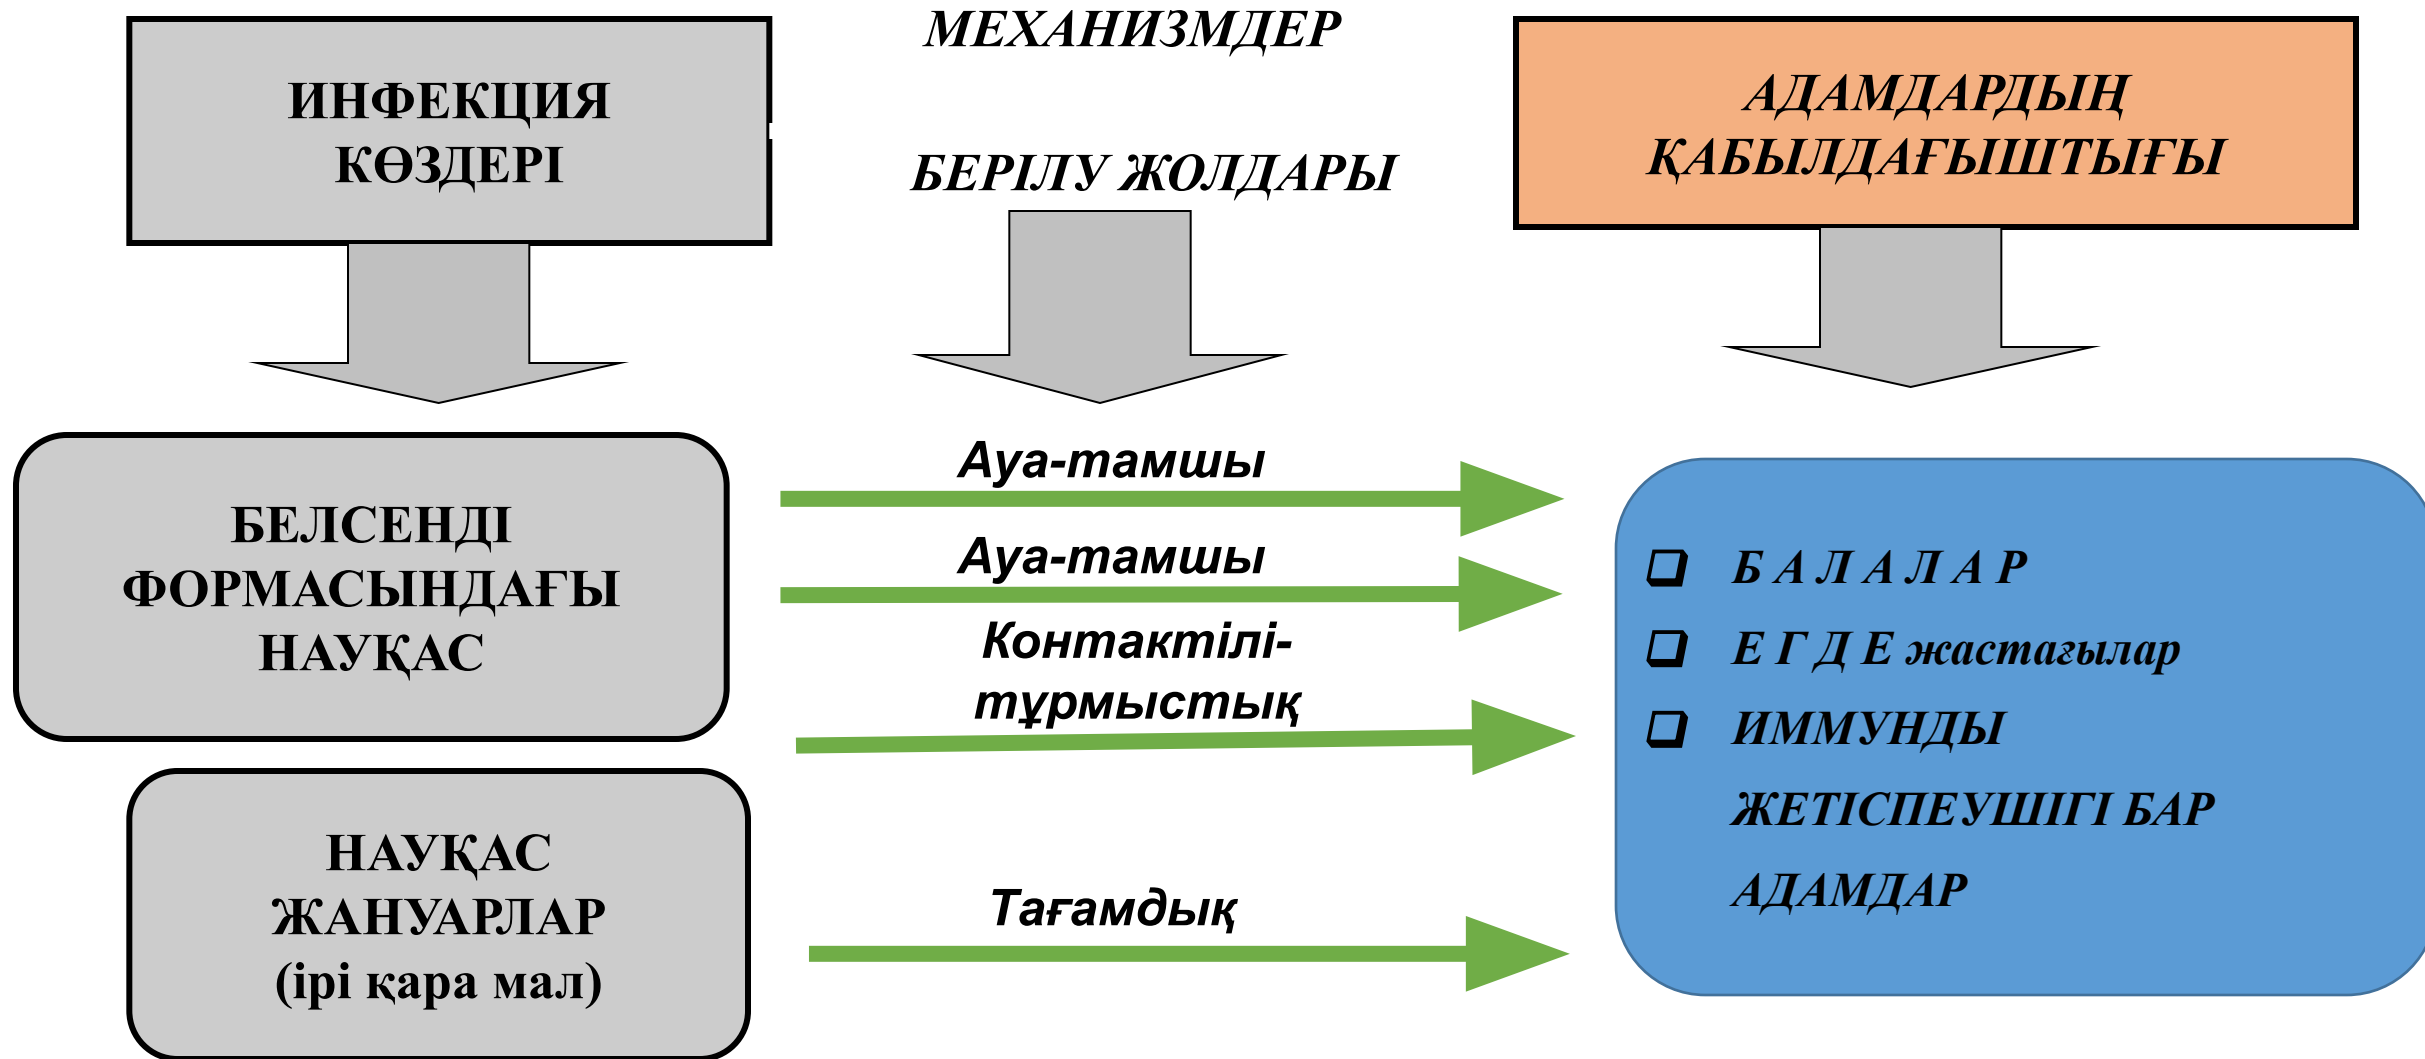 ИНФЕКЦИЯ
КӨЗДЕРІ
МЕХАНИЗМДЕР
БЕРІЛУ ЖОЛДАРЫ
АДАМДАРДЫҢ
ҚАБЫЛДАҒЫШТЫҒЫ
БЕЛСЕНДІ
ФОРМАСЫНДАҒЫ
НАУҚАС
НАУҚАС
ЖАНУАРЛАР
(ірі қара мал)
Ауа-тамшы
Ауа-тамшы
Контактілі-
тұрмыстық
Тағамдық
Б А Л А Л А Р
Е Г Д Е жастағылар
ИММУНДЫ
ЖЕТІСПЕУШІГІ БАР
АДАМДАР